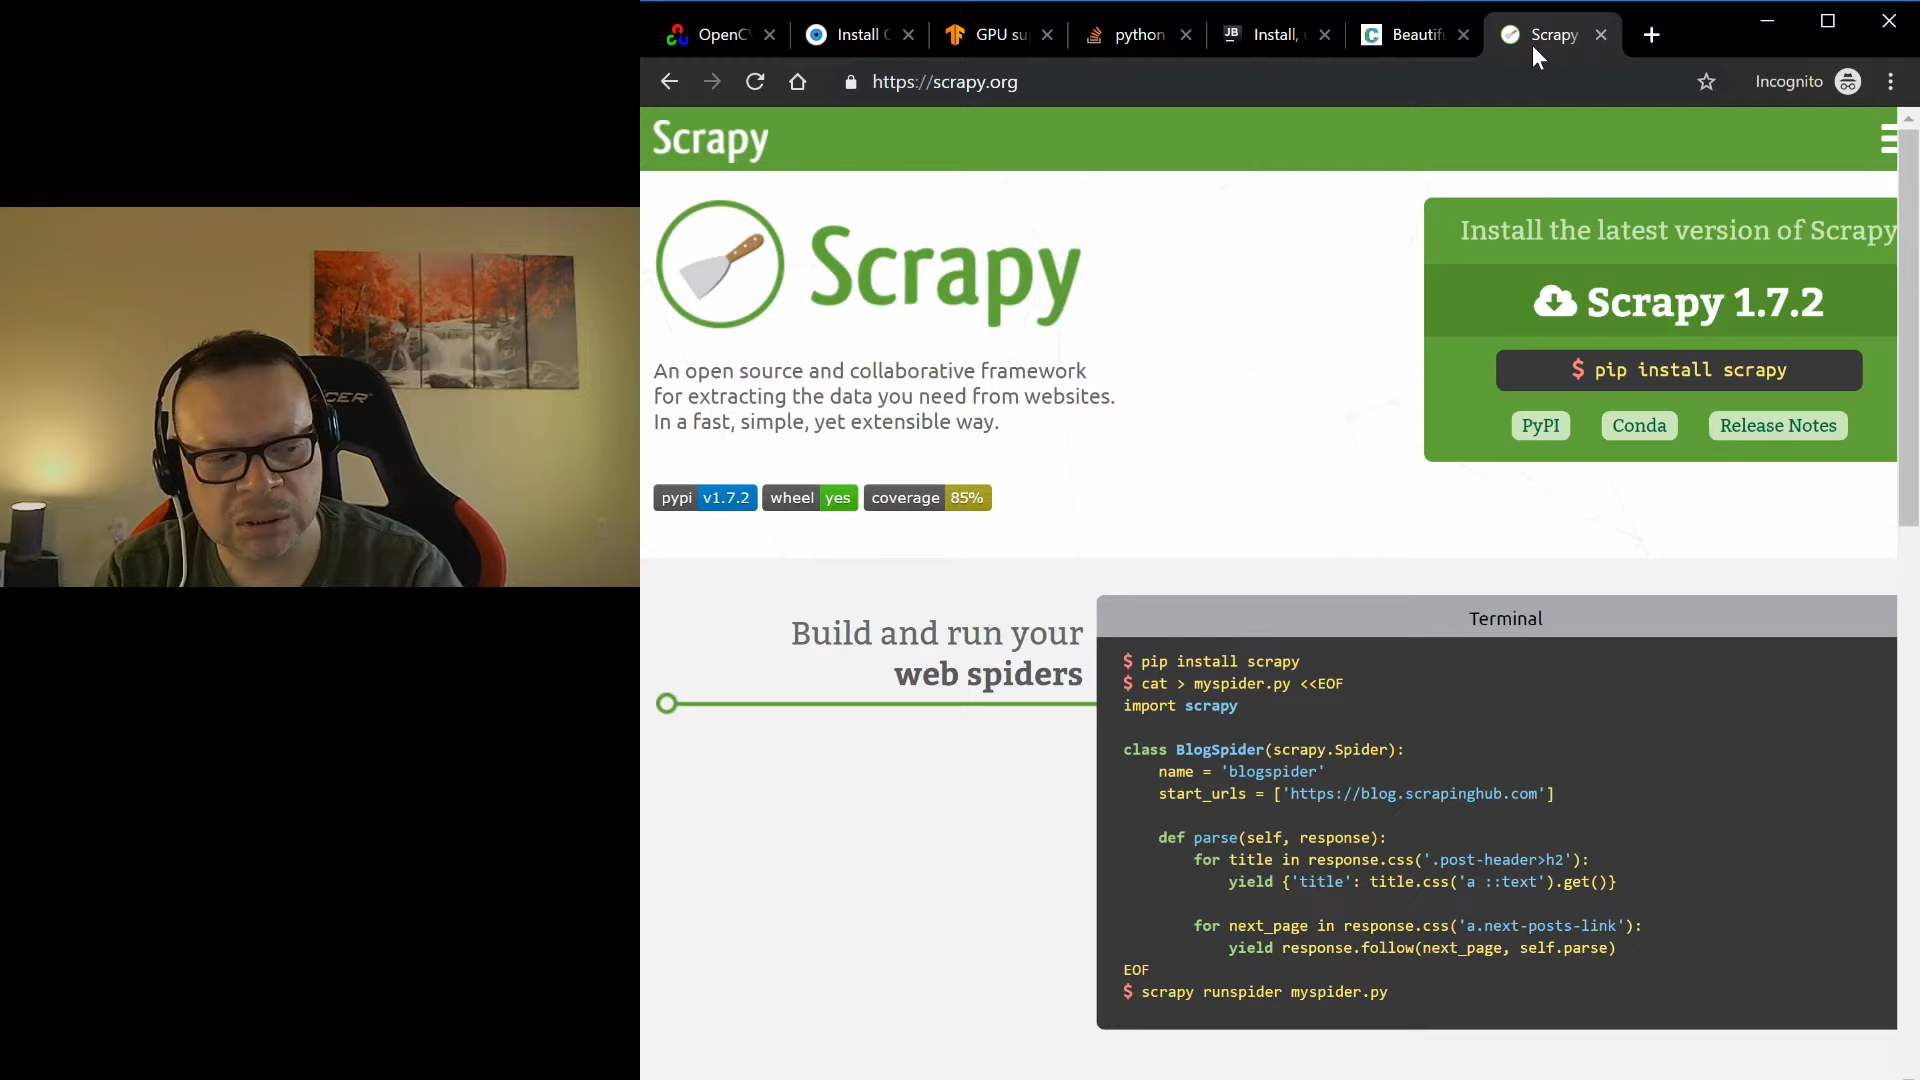 OpenCV
Install C
GPU su
python
Install, u
Beautifu
Scrapy
https://scrapy.org
Incognito
Scrapy
Scrapy
Install the latest version of Scrapy
Scrapy 1.7.2
$ pip install scrapy
PyPI
Conda
Release Notes
An open source and collaborative framework
for extracting the data you need from websites.
In a fast, simple, yet extensible way.
pypi v1.7.2 wheel yes coverage 85%
Build and run your
web spiders
Terminal
$ pip install scrapy
$ cat > myspider.py <<EOF
import scrapy
class BlogSpider(scrapy.Spider):
name = 'blogspider'
start_urls = ['https://blog.scrapinghub.com']
def parse(self, response):
for title in response.css('.post-header>h2'):
yield {'title': title.css('a ::text').get()}
for next_page in response.css('a.next-posts-link'):
yield response.follow(next_page, self.parse)
EOF
$ scrapy runspider myspider.py